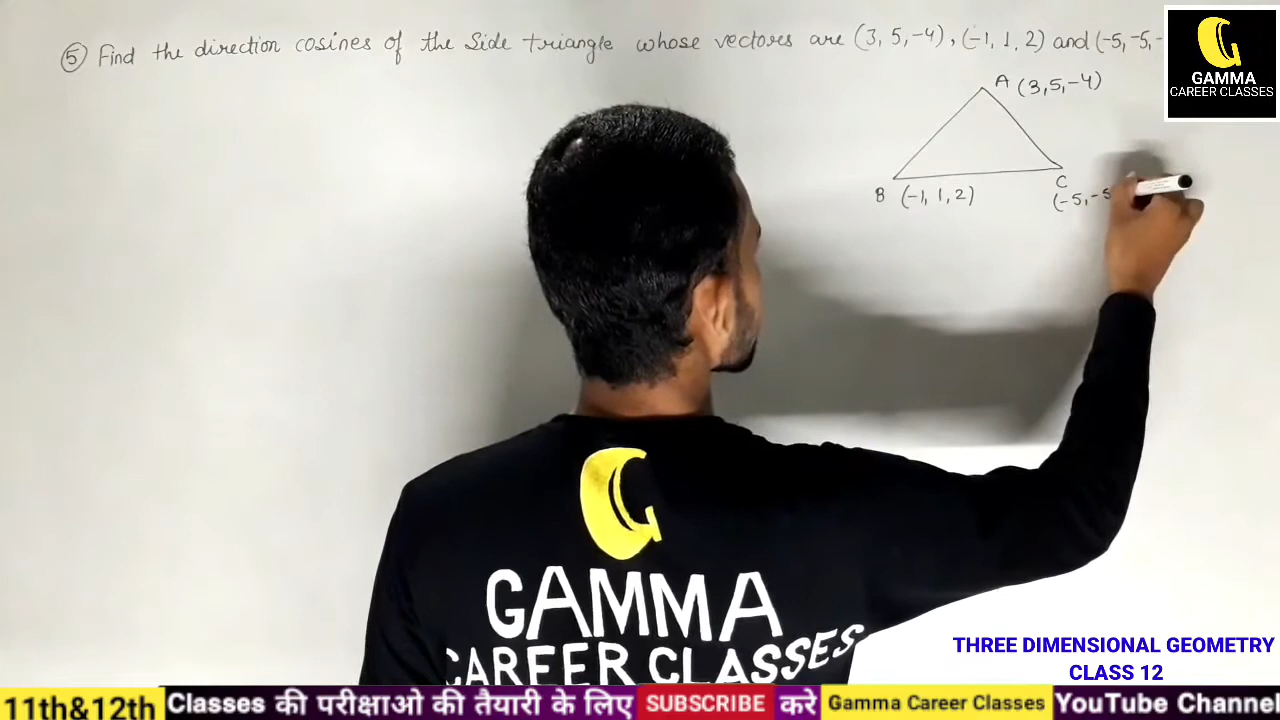 ⑤ Find the direction cosines of the Side triangle whose vectores are (3, 5, -4), (-1, 1, 2) and (-5, -5, -
GAMMA
CAREER CLASSES
A (3, 5, -4)
B (-1, 1, 2)
C
(-5, -5
GAMMA
CAREER CLASSES
THREE DIMENSIONAL GEOMETRY
CLASS 12
11th&12th Classes की परीक्षाओ की तैयारी के लिए SUBSCRIBE करे Gamma Career Classes YouTube Channel